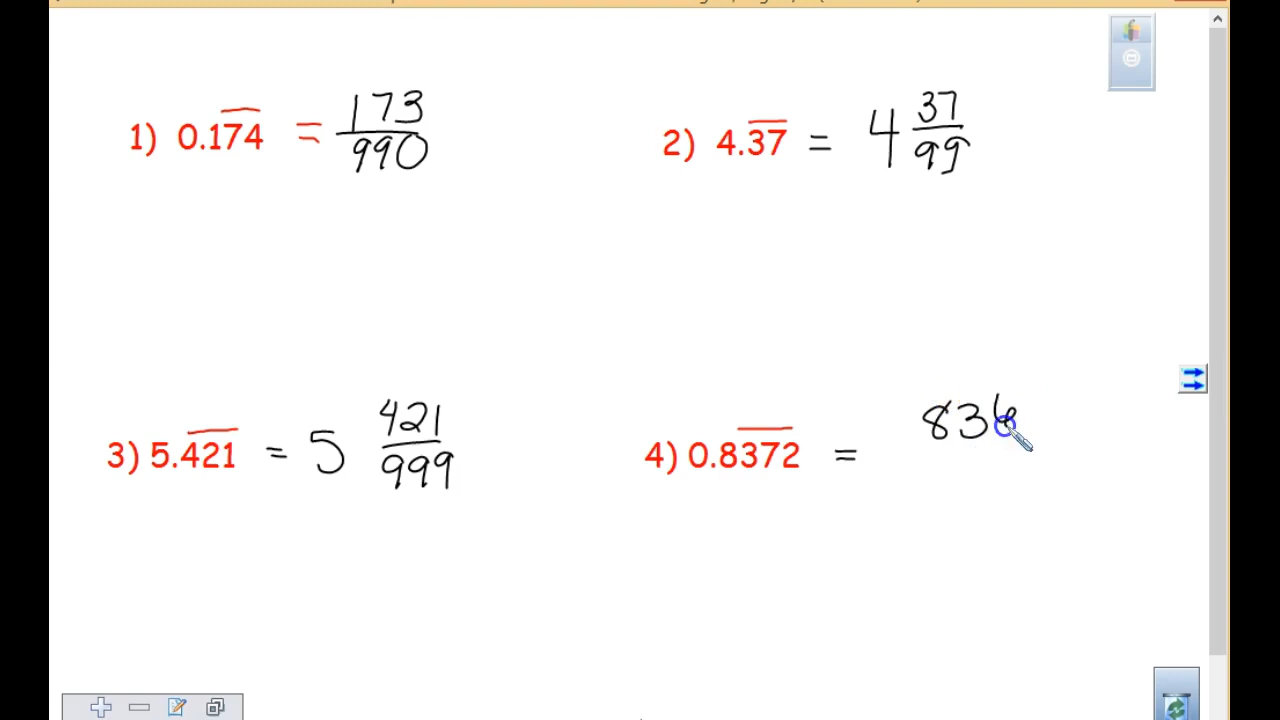 1) 0.174 = 173/990
2) 4.37 = 4 37/99
3) 5.421 = 5 421/999
4) 0.8372 = 836